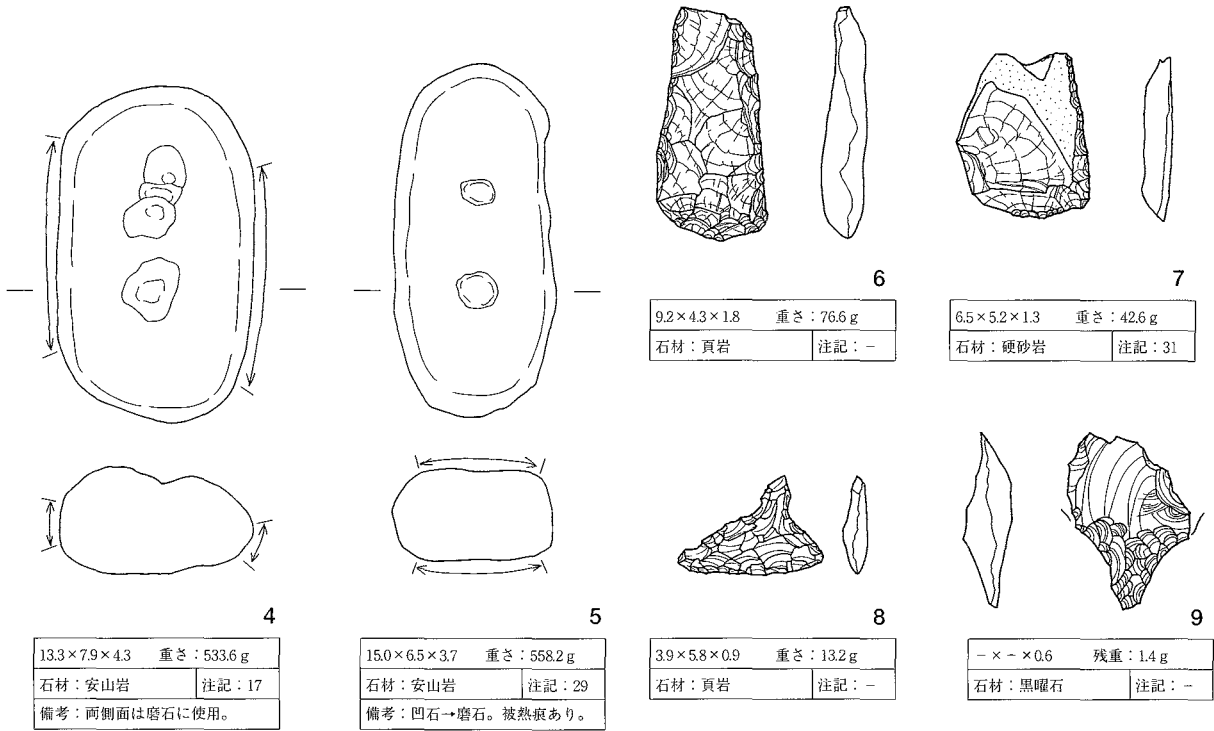 6
9.2×4.3×1.8 重さ：76.6 g
石材：頁岩 注記：－
7
6.5×5.2×1.3 重さ：42.6 g
石材：硬砂岩 注記：31
4
13.3×7.9×4.3 重さ：533.6 g
石材：安山岩 注記：17
備考：両側面は磨石に使用。
5
15.0×6.5×3.7 重さ：558.2 g
石材：安山岩 注記：29
備考：凹石→磨石。被熱痕あり。
8
3.9×5.8×0.9 重さ：13.2 g
石材：頁岩 注記：－
9
－×－×0.6 残重：1.4 g
石材：黒曜石 注記：－